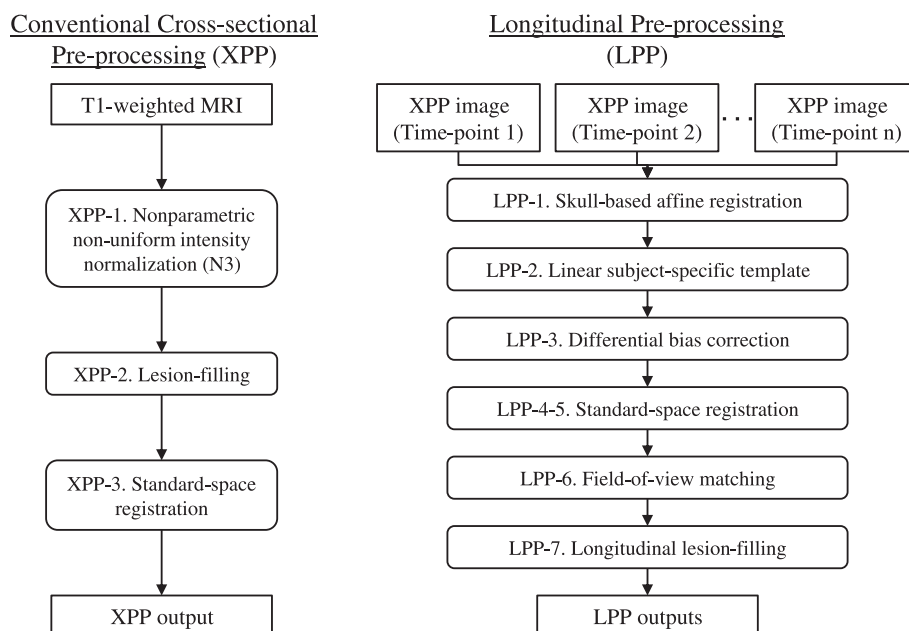 Conventional Cross-sectional
Pre-processing (XPP)
T1-weighted MRI
XPP-1. Nonparametric
non-uniform intensity
normalization (N3)
XPP-2. Lesion-filling
XPP-3. Standard-space
registration
XPP output
Longitudinal Pre-processing
(LPP)
XPP image
(Time-point 1)
XPP image
(Time-point 2)
...
XPP image
(Time-point n)
LPP-1. Skull-based affine registration
LPP-2. Linear subject-specific template
LPP-3. Differential bias correction
LPP-4-5. Standard-space registration
LPP-6. Field-of-view matching
LPP-7. Longitudinal lesion-filling
LPP outputs